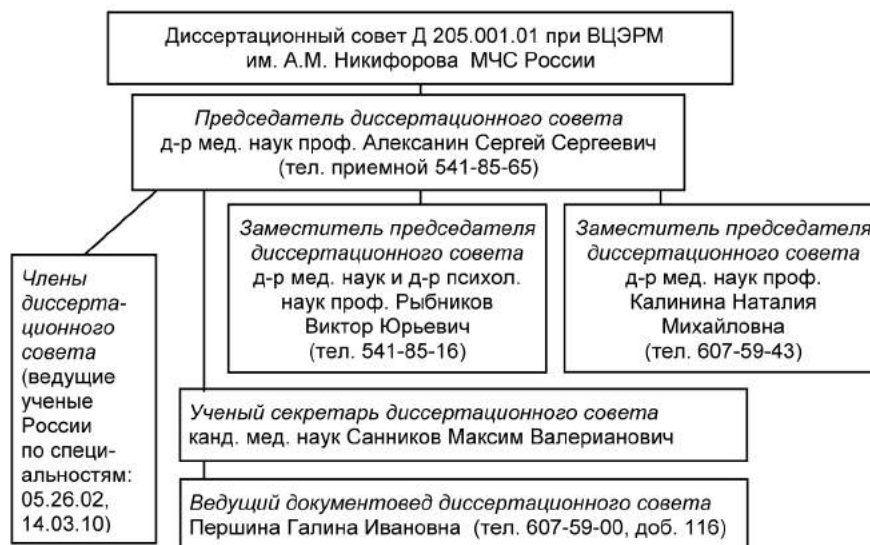 Диссертационный совет Д 205.001.01 при ВЦЭРМ
им. А.М. Никифорова МЧС России
Председатель диссертационного совета
д-р мед. наук проф. Алексанин Сергей Сергеевич
(тел. приемной 541-85-65)
Заместитель председателя
диссертационного совета
д-р мед. наук и д-р психол.
наук проф. Рыбников
Виктор Юрьевич
(тел. 541-85-16)
Заместитель председателя
диссертационного совета
д-р мед. наук проф.
Калинина Наталия
Михайловна
(тел. 607-59-43)
Члены
диссерта-
ционного
совета
(ведущие
ученые
России
по специ-
альностям:
05.26.02,
14.03.10)
Ученый секретарь диссертационного совета
канд. мед. наук Санников Максим Валерианович
Ведущий документовед диссертационного совета
Першина Галина Ивановна (тел. 607-59-00, доб. 116)